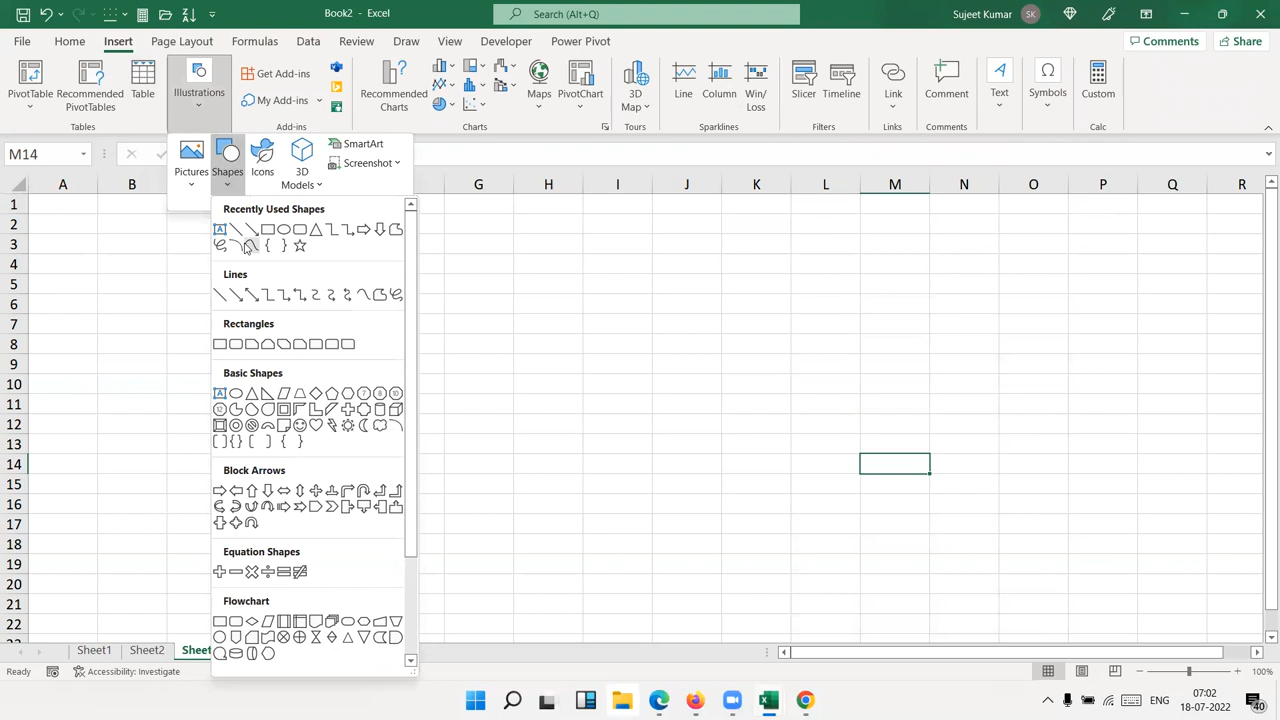 Book2 - Excel
Search (Alt+Q)
Sujeet Kumar
SK
File Home Insert Page Layout Formulas Data Review Draw View Developer Power Pivot
Comments Share
PivotTable Recommended PivotTables Table
Illustrations
Get Add-ins
My Add-ins
Recommended Charts
Maps PivotChart
3D Map
Line Column Win/Loss
Slicer Timeline
Link
Comment
Text
Symbols
Custom
Tables Add-ins Charts Tours Sparklines Filters Links Comments Calc
M14
Pictures Shapes Icons 3D Models
SmartArt
Screenshot
A B G H I J K L M N O P Q R
1
2
3
4
5
6
7
8
9
10
11
12
13
14
15
16
17
18
19
20
21
22
Recently Used Shapes
Lines
Rectangles
Basic Shapes
Block Arrows
Equation Shapes
Flowchart
Sheet1 Sheet2 Sheet
Ready
Accessibility: Investigate
100%
ENG
07:02
18-07-2022
40